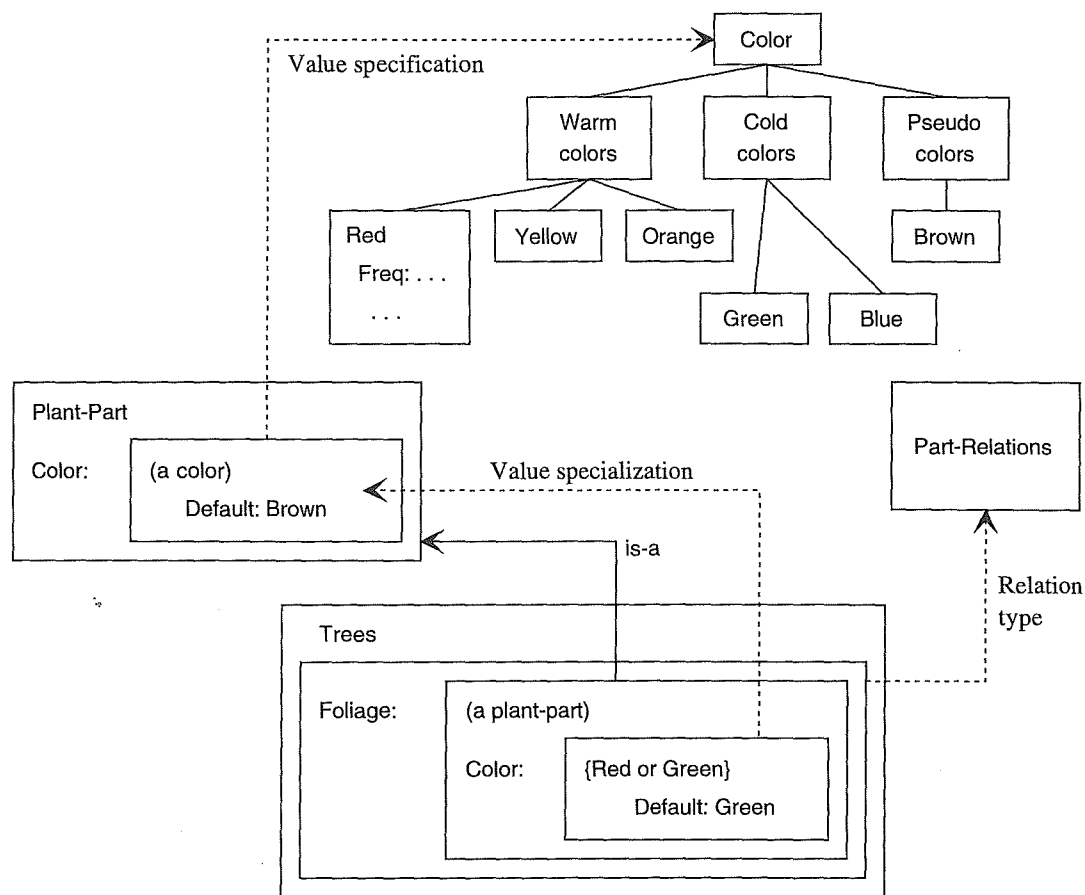 Color
Value specification
Warm
colors
Cold
colors
Pseudo
colors
Red
Freq: . . .
. . .
Yellow
Orange
Brown
Green
Blue
Plant-Part
Color:
(a color)
Default: Brown
Value specialization
Part-Relations
is-a
Relation
type
Trees
Foliage:
(a plant-part)
Color:
{Red or Green}
Default: Green